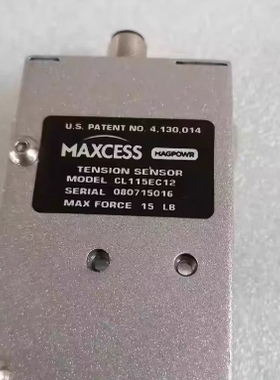 U.S. PATENT NO. 4,130,014
MAXCESS MAGPOWR
TENSION SENSOR
MODEL CL115EC12
SERIAL 080715016
MAX FORCE 15 LB